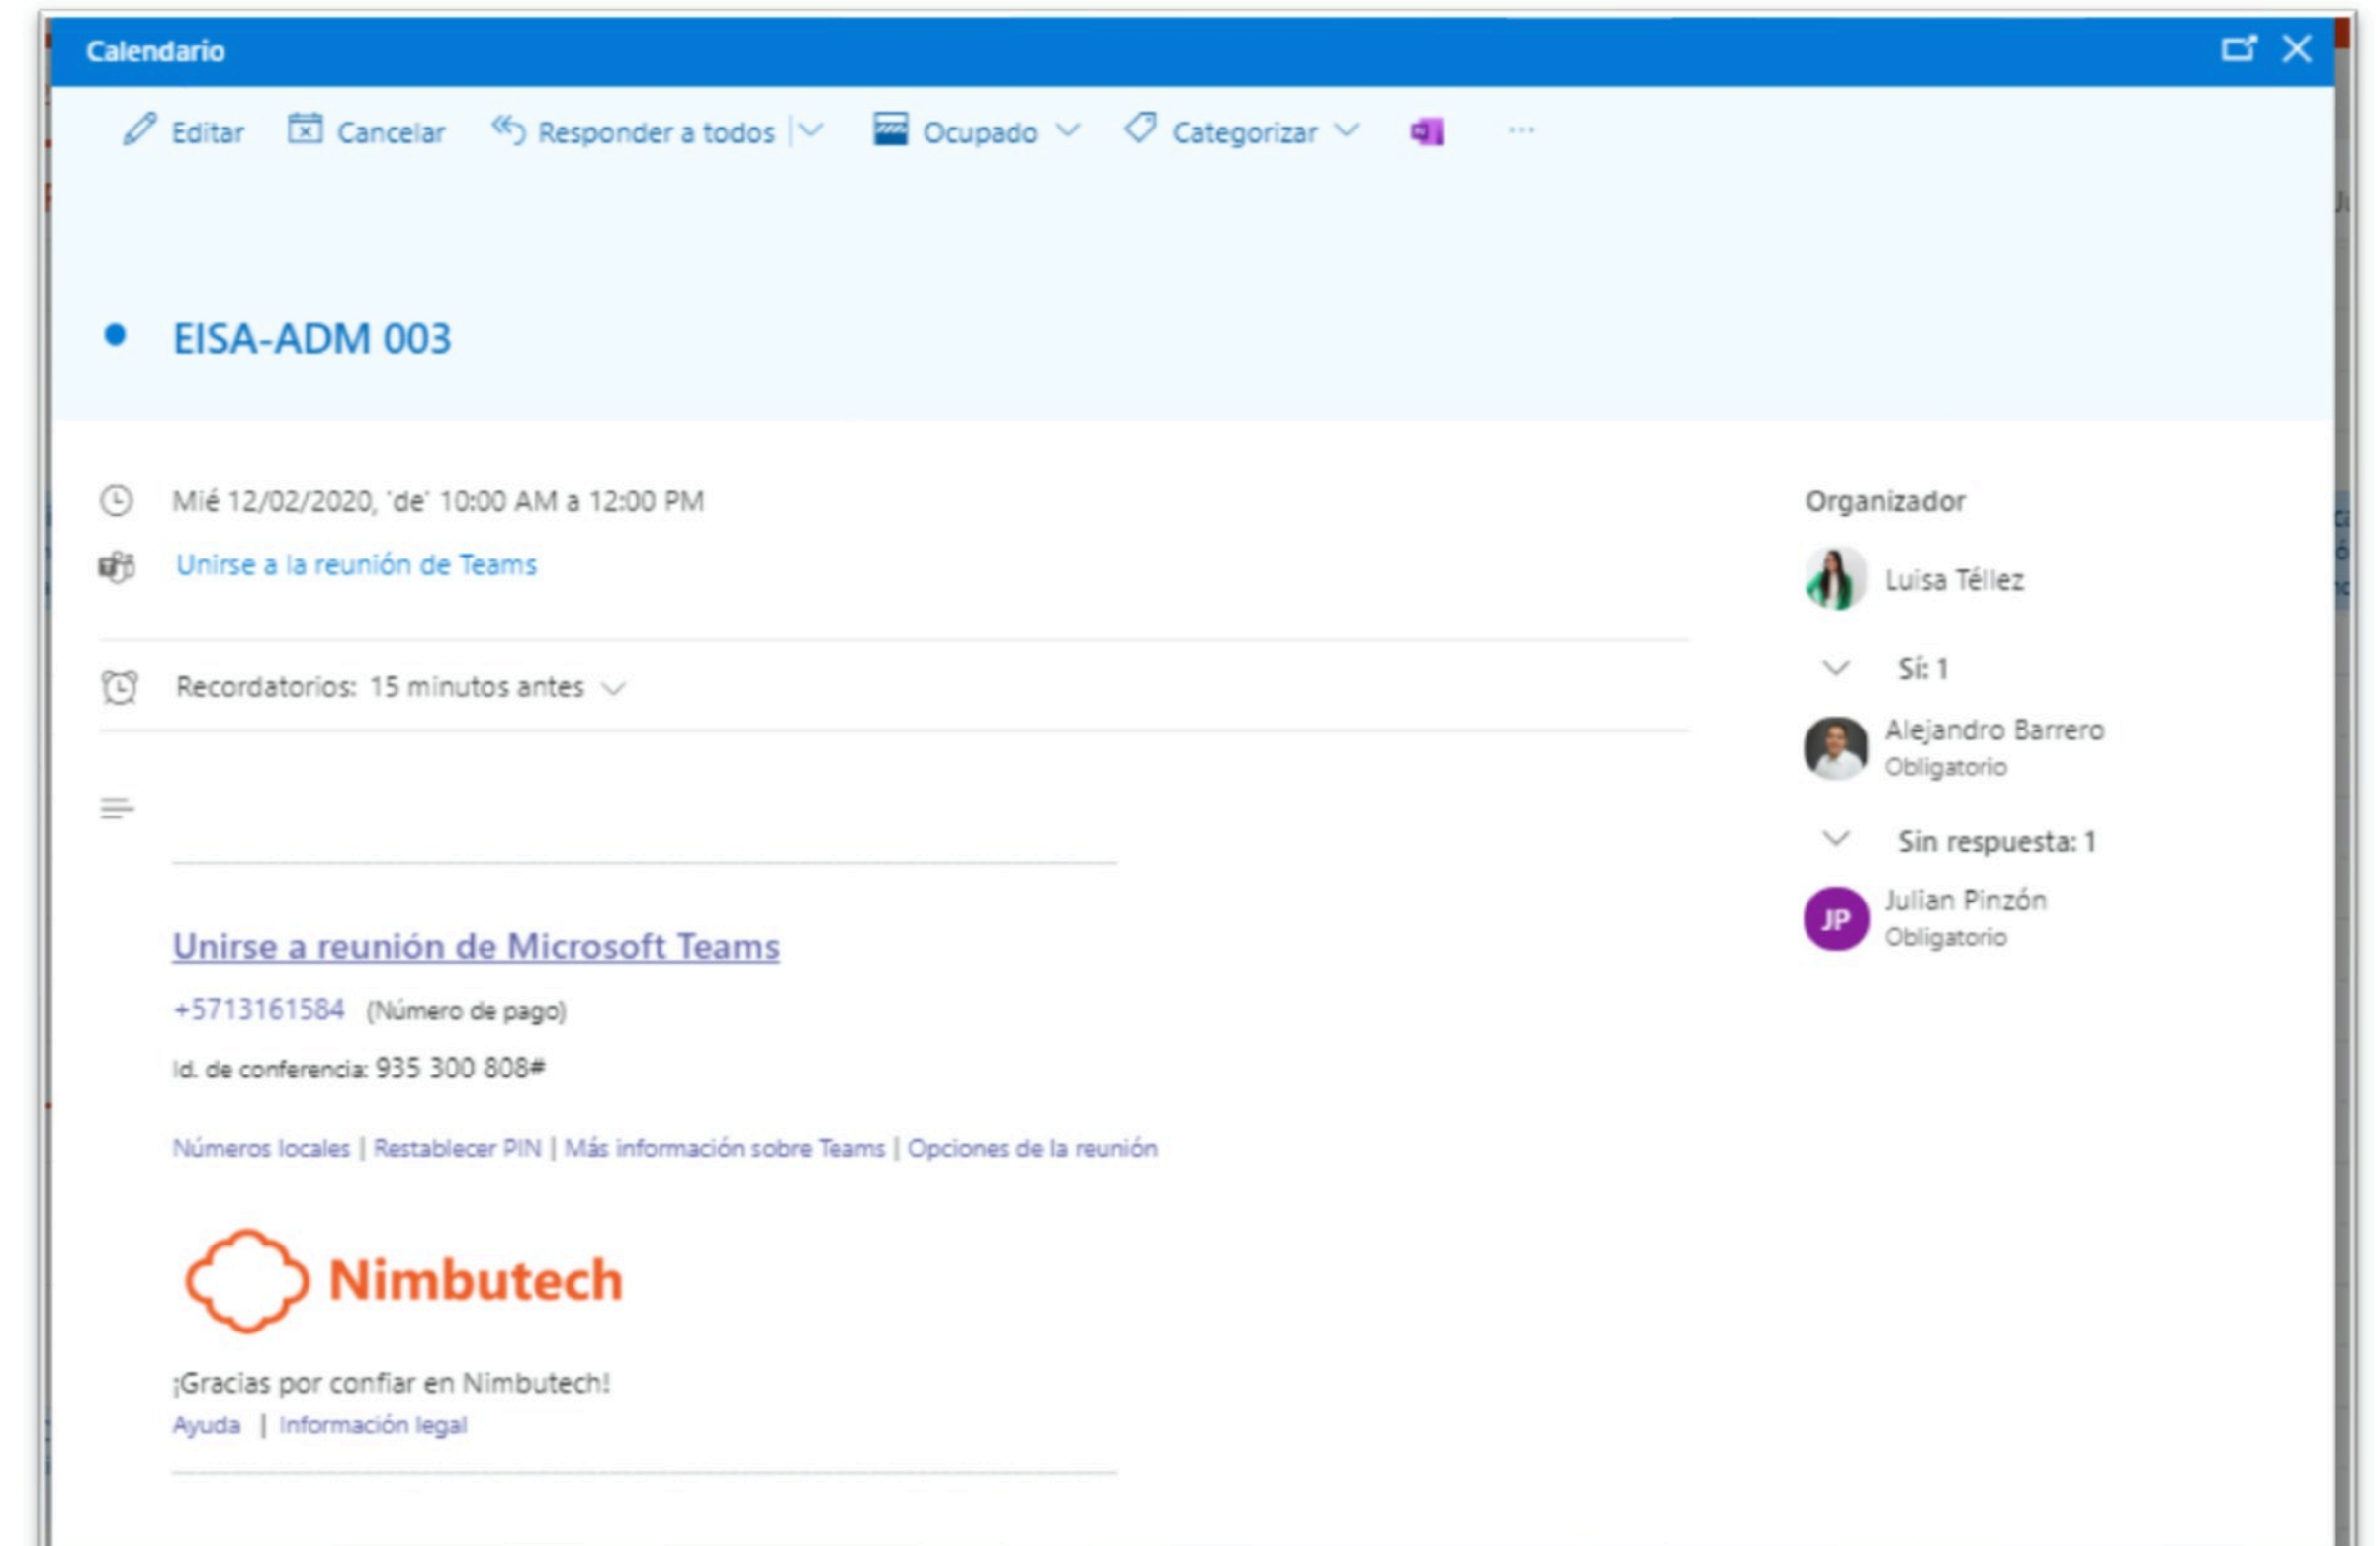 Calendario
Editar Cancelar Responder a todos Ocupado Categorizar ...
EISA-ADM 003
Mié 12/02/2020, 'de' 10:00 AM a 12:00 PM
Unirse a la reunión de Teams
Recordatorios: 15 minutos antes
Organizador
Luisa Téllez
Sí: 1
Alejandro Barrero
Obligatorio
Sin respuesta: 1
JP Julian Pinzón
Obligatorio
Unirse a reunión de Microsoft Teams
+5713161584 (Número de pago)
Id. de conferencia: 935 300 808#
Números locales | Restablecer PIN | Más información sobre Teams | Opciones de la reunión
Nimbutech
¡Gracias por confiar en Nimbutech!
Ayuda | Información legal